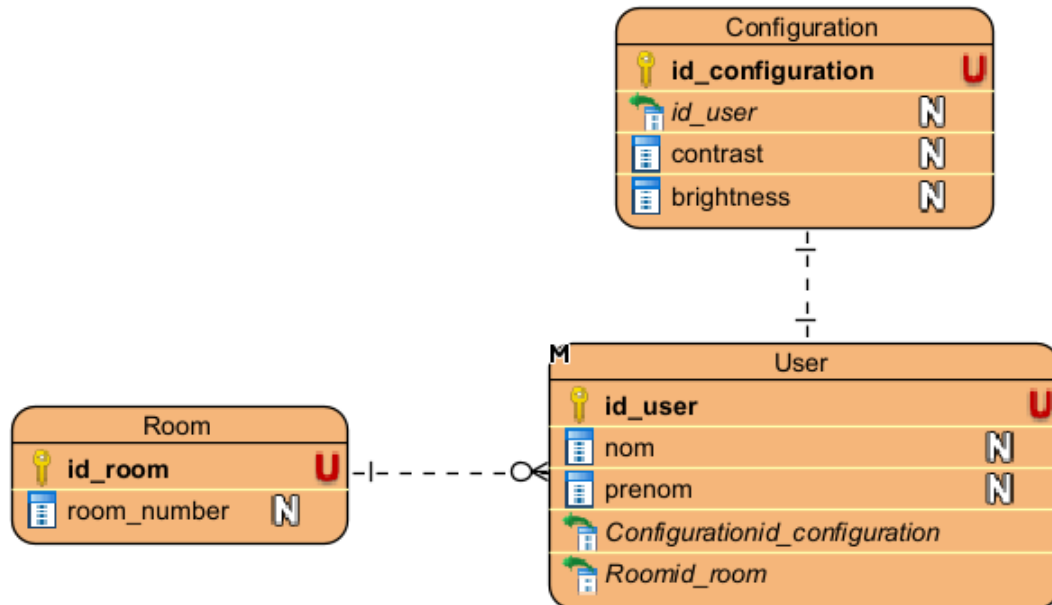 Configuration
id_configuration U
id_user N
contrast N
brightness N
M
User
id_user U
nom N
prenom N
Configurationid_configuration
Roomid_room
Room
id_room U
room_number N